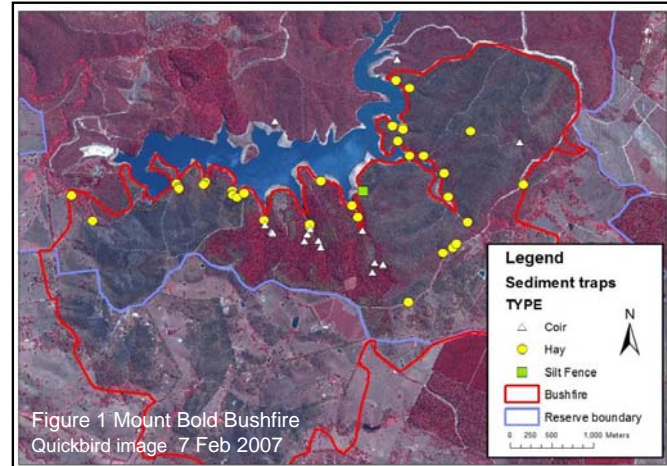 Legend
Sediment traps
TYPE
Coir
Hay
Silt Fence
Bushfire
Reserve boundary
0 250 500 1,000 Meters
N
Figure 1 Mount Bold Bushfire
Quickbird image 7 Feb 2007